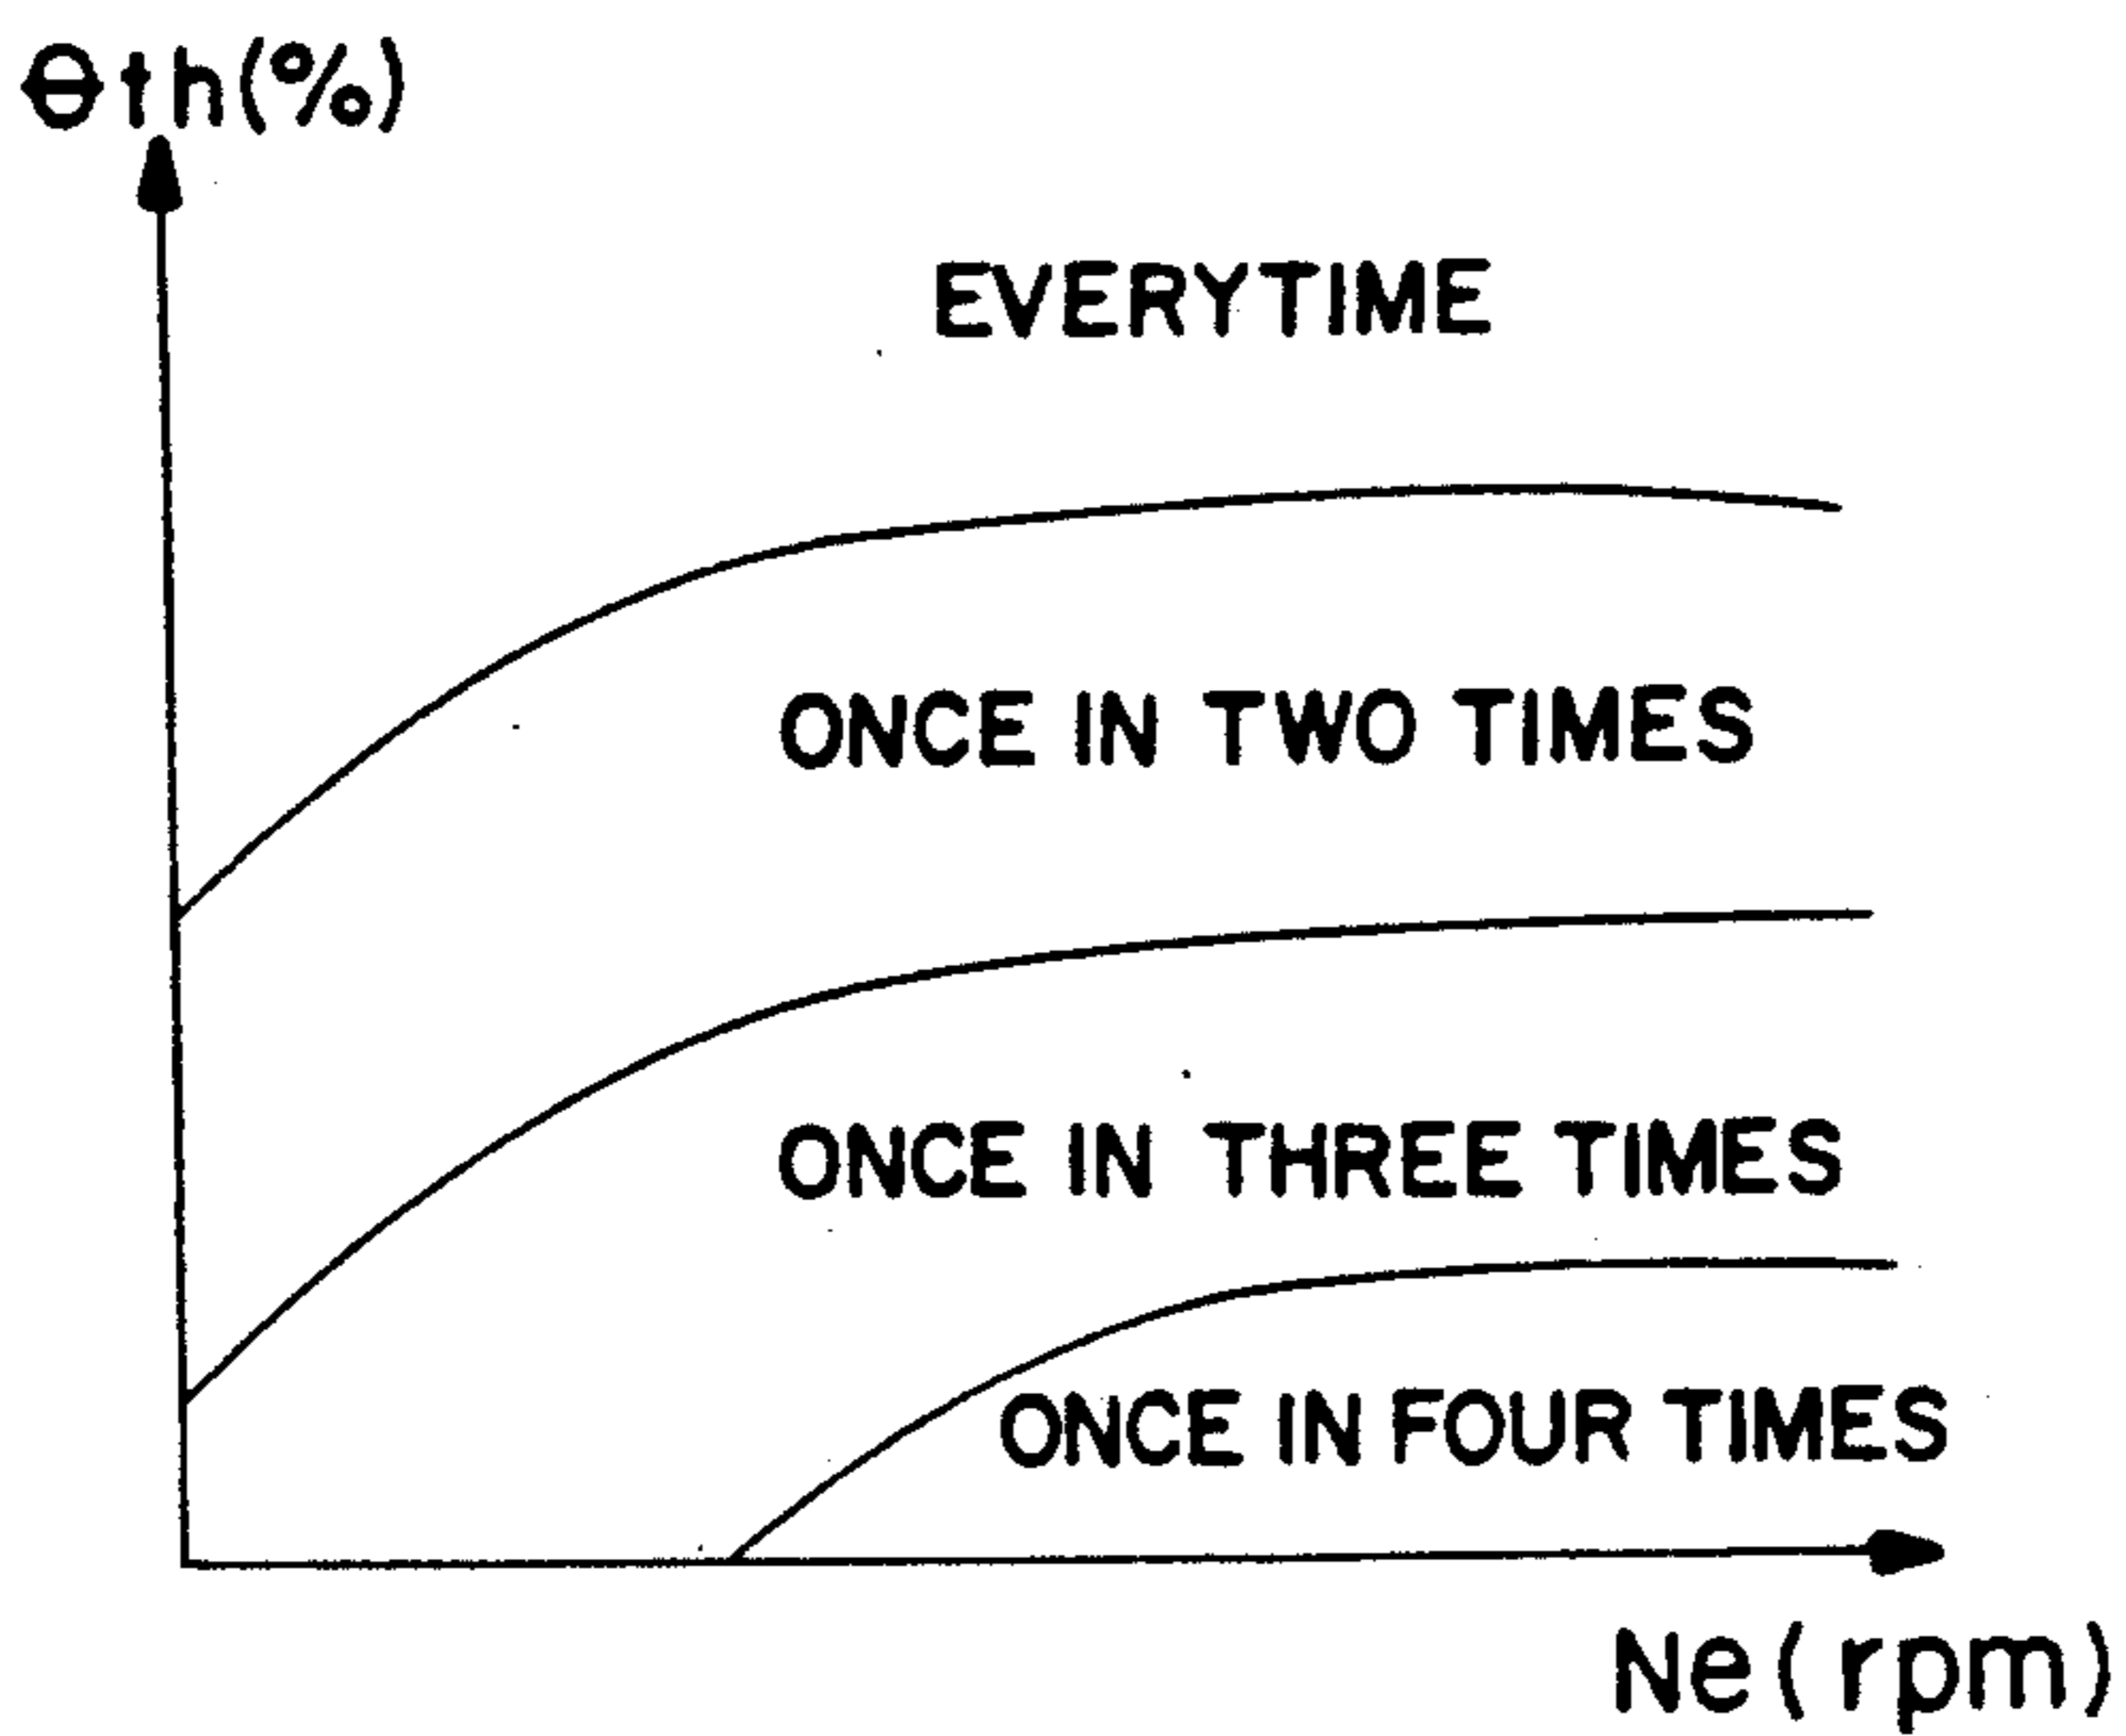 Θth(%)
EVERYTIME
ONCE IN TWO TIMES
ONCE IN THREE TIMES
ONCE IN FOUR TIMES
Ne(rpm)